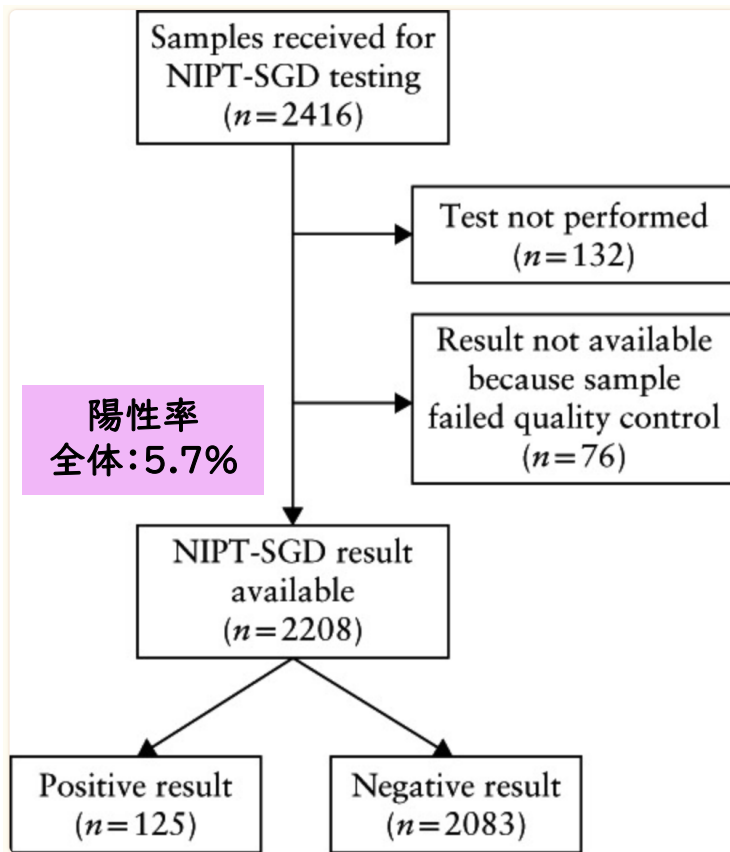 Samples received for
NIPT-SGD testing
(n=2416)
Test not performed
(n=132)
Result not available
because sample
failed quality control
(n=76)
陽性率
全体：5.7%
NIPT-SGD result
available
(n=2208)
Positive result
(n=125)
Negative result
(n=2083)